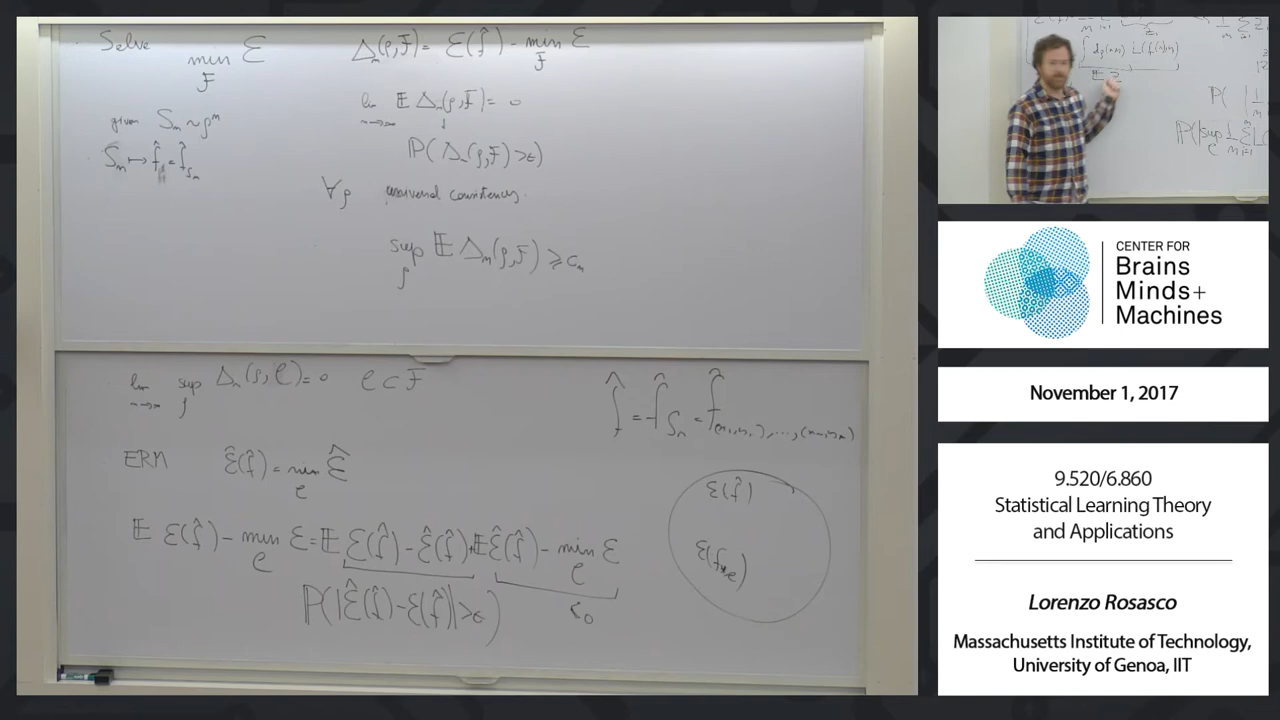 Solve min_F ℰ
Δ_n(ρ,F) = ℰ(f̂) - min_F ℰ
lim_{n→∞} 𝔼 Δ_n(ρ,F) = 0
given S_n ~ ρ^n
ℙ(Δ_n(ρ,F) > ε)
S_n ↦ f̂ = f̂_{S_n}
∀ρ universal consistency.
sup_ρ 𝔼 Δ_n(ρ,F) ≥ c_n
lim_{n→∞} sup_ρ Δ_n(ρ,C) = 0 C ⊂ F
f̂ = f̂_{S_n} = f̂_{(x_1,y_1),...,(x_n,y_n)}
ERM ℰ̂(f̂) = min_C ℰ̂
ℰ(f̂)
𝔼 ℰ(f̂) - min_C ℰ = 𝔼 ℰ(f̂) - ℰ̂(f̂) + 𝔼 ℰ̂(f̂) - min_C ℰ
≤ 0
ℙ(|ℰ̂(f̂) - ℰ(f̂)| > ε)
CENTER FOR
Brains
Minds+
Machines
November 1, 2017
9.520/6.860
Statistical Learning Theory
and Applications
Lorenzo Rosasco
Massachusetts Institute of Technology,
University of Genoa, IIT